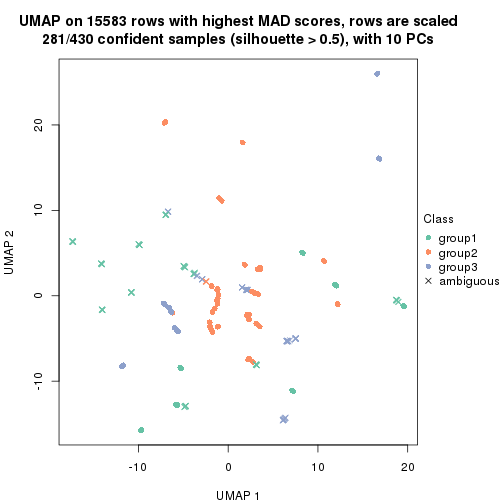 UMAP on 15583 rows with highest MAD scores, rows are scaled
281/430 confident samples (silhouette > 0.5), with 10 PCs
UMAP 2
20
10
0
-10
-10
0
10
20
UMAP 1
Class
group1
group2
group3
ambiguous